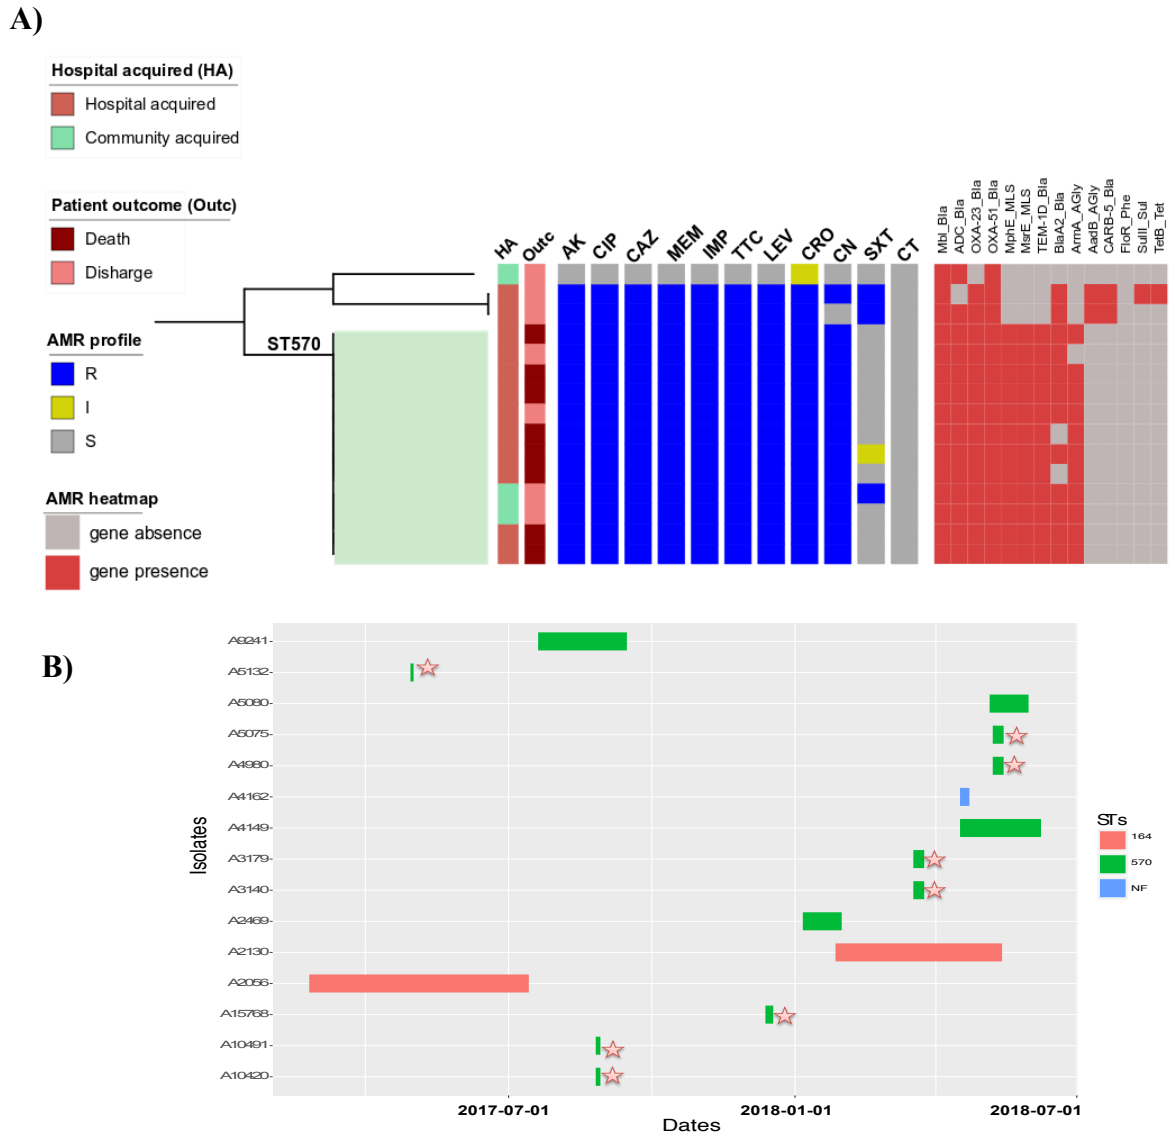 A)
Hospital acquired (HA)
Hospital acquired
Community acquired
Patient outcome (Outc)
Death
Disharge
AMR profile
R
I
S
AMR heatmap
gene absence
gene presence
ST570
HA
Outc
AK
CIP
CAZ
MEM
IMP
TTC
LEV
CRO
CN
SXT
CT
Mbl_Bla
ADC_Bla
OXA-23_Bla
OXA-51_Bla
MphE_MLS
MsrE_MLS
TEM-1D_Bla
BlaA2_Bla
ArmA_AGly
AadB_AGly
CARB-5_Bla
FloR_Phe
SulII_Sul
TetB_Tet
B)
Isolates
A9241
A5132
A5080
A5075
A4980
A4162
A4149
A3179
A3140
A2469
A2130
A2056
A15768
A10491
A10420
2017-07-01
2018-01-01
2018-07-01
Dates
STs
164
570
NF